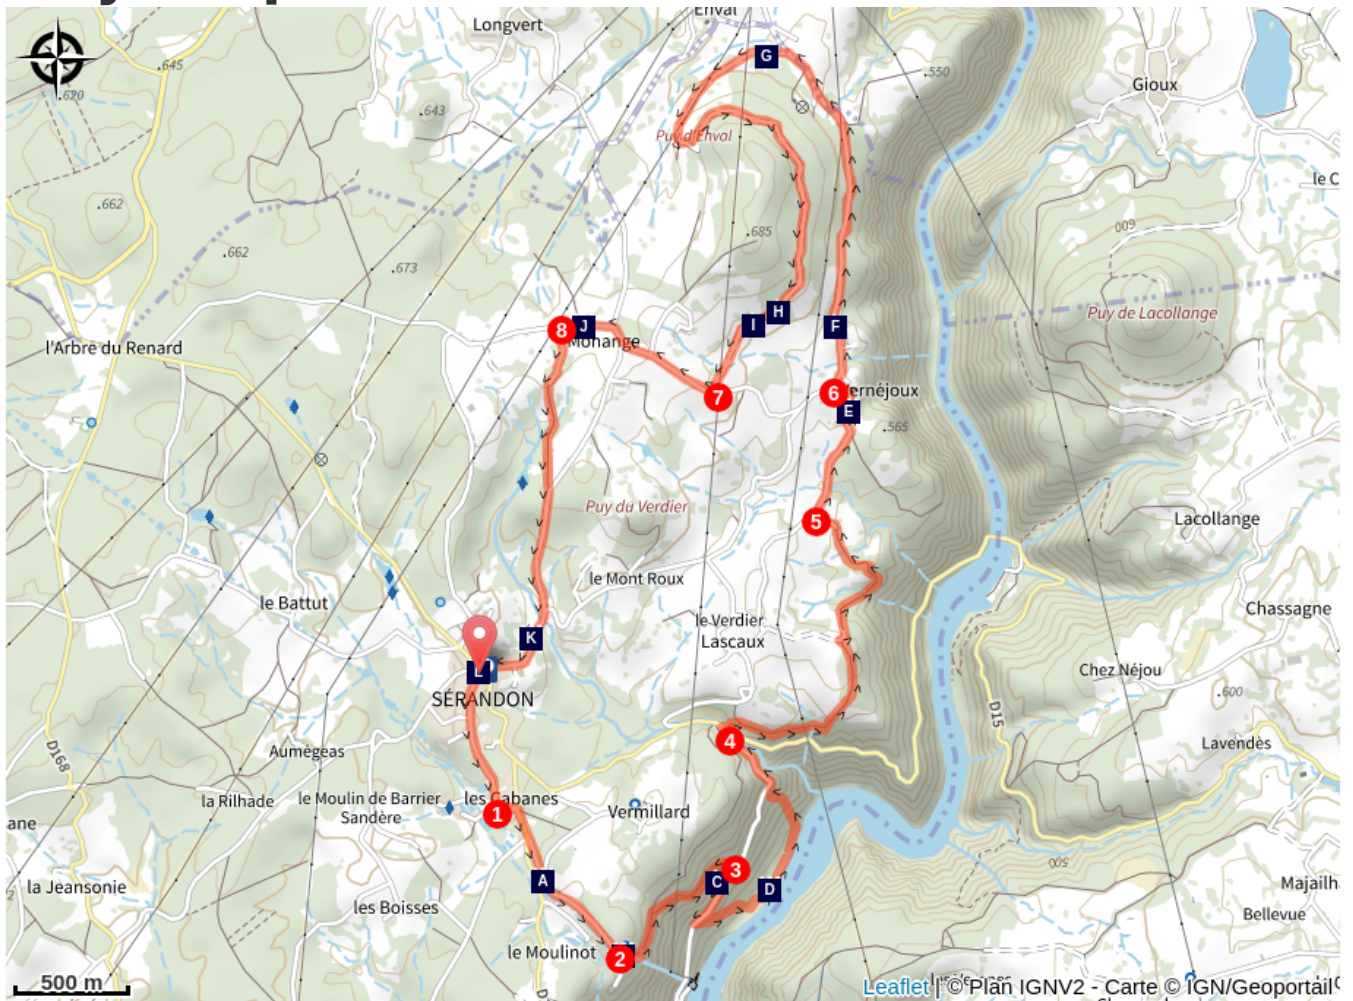 Longvert
Enval
G
.645
.620
.643
.550
Gioux
Puy d'Enval
le C
.662
.662
.673
.685
600
Puy de Lacollange
l'Arbre du Renard
8
J
Monange
I
H
F
7
6
Vernéjoux
E
.565
Puy du Verdier
5
Lacollange
le Mont Roux
le Battut
le Verdier
Lascaux
Chassagne
K
L
SÉRANDON
Chez Néjou
.600
D15
4
D168
Aumégeas
Lavendès
la Rilhade
le Moulin de Barrier
Sandère
les Cabanes
1
Vermillard
ane
500
la Jeansonie
A
3
C
D
Majailh
les Boisses
Bellevue
le Moulinot
2
500 m
D
Leaflet | © Plan IGNV2 - Carte © IGN/Geoportail